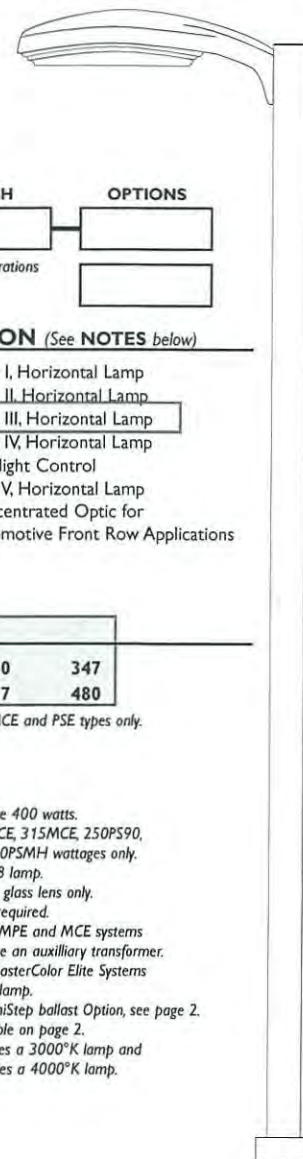 H OPTIONS
rations
ON (See NOTES below)
I, Horizontal Lamp
II, Horizontal Lamp
III, Horizontal Lamp
IV, Horizontal Lamp
light Control
V, Horizontal Lamp
centrated Optic for
motive Front Row Applications
0 347
7 480
MCE and PSE types only.
e 400 watts.
CE, 315MCE, 250PS90,
0PSMH wattages only.
8 lamp.
glass lens only.
required.
MPE and MCE systems
e an auxilliary transformer.
asterColor Elite Systems
lamp.
niStep ballast Option, see page 2.
ble on page 2.
es a 3000°K lamp and
es a 4000°K lamp.